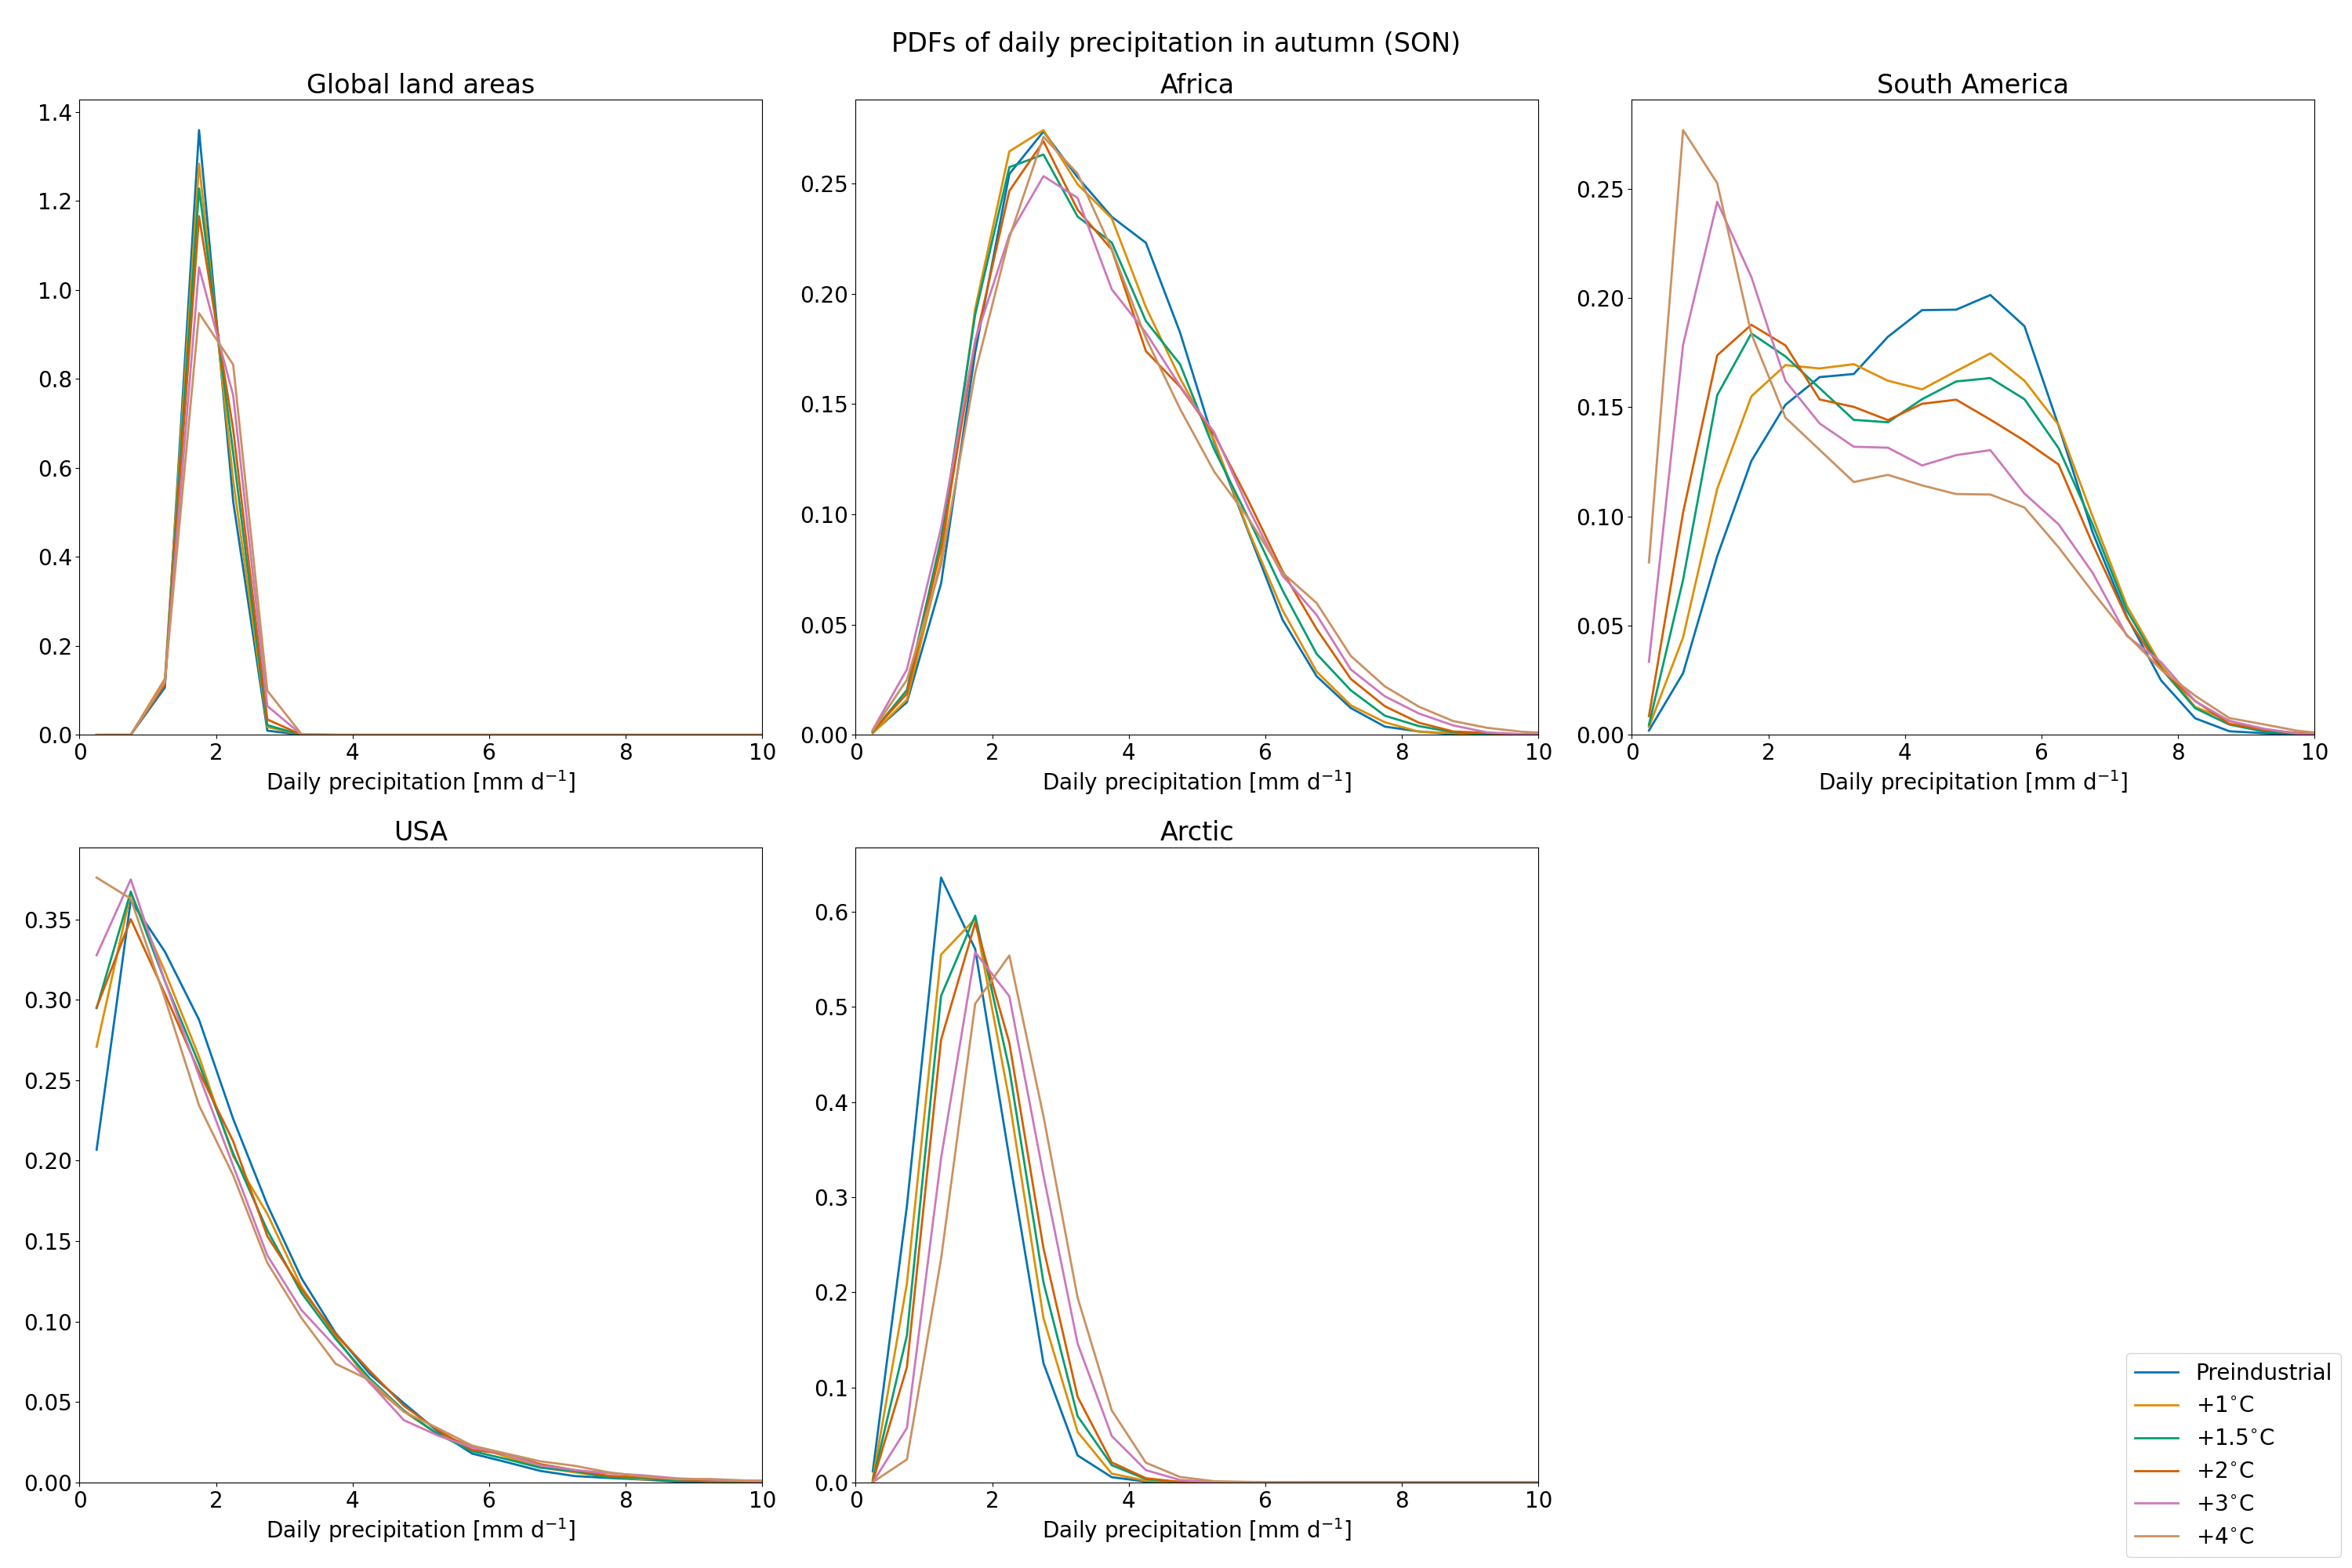 PDFs of daily precipitation in autumn (SON)
Global land areas
1.4
1.2
1.0
0.8
0.6
0.4
0.2
0.0
0 2 4 6 8 10
Daily precipitation [mm d⁻¹]
Africa
0.25
0.20
0.15
0.10
0.05
0.00
0 2 4 6 8 10
Daily precipitation [mm d⁻¹]
South America
0.25
0.20
0.15
0.10
0.05
0.00
0 2 4 6 8 10
Daily precipitation [mm d⁻¹]
USA
0.35
0.30
0.25
0.20
0.15
0.10
0.05
0.00
0 2 4 6 8 10
Daily precipitation [mm d⁻¹]
Arctic
0.6
0.5
0.4
0.3
0.2
0.1
0.0
0 2 4 6 8 10
Daily precipitation [mm d⁻¹]
Preindustrial
+1°C
+1.5°C
+2°C
+3°C
+4°C